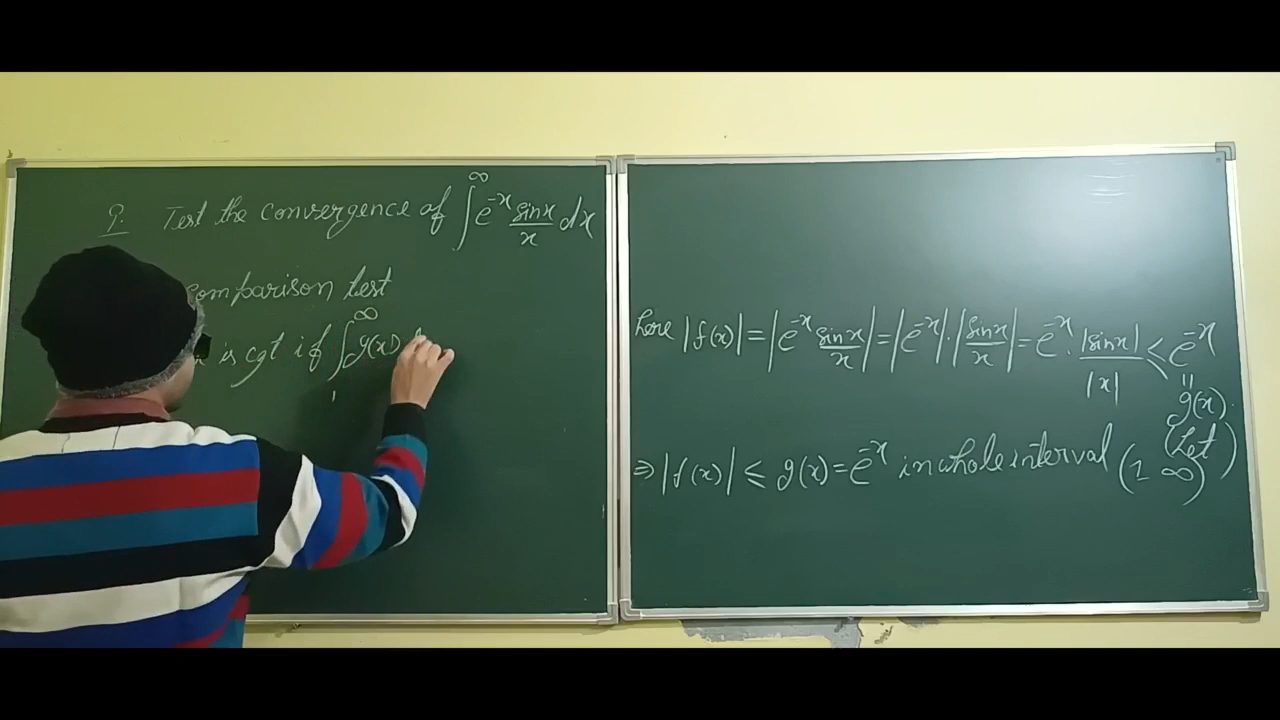 Q. Test the convergence of ∫^∞ e^-x sinx/x dx
comparison test
is cgt if ∫_1^∞ g(x)
here |f(x)| = |e^-x sinx/x| = |e^-x| · |sinx/x| = e^-x · |sinx|/|x| ≤ e^-x
"
g(x).
(Let)
⇒ |f(x)| ≤ g(x) = e^-x in whole interval (1 ∞)